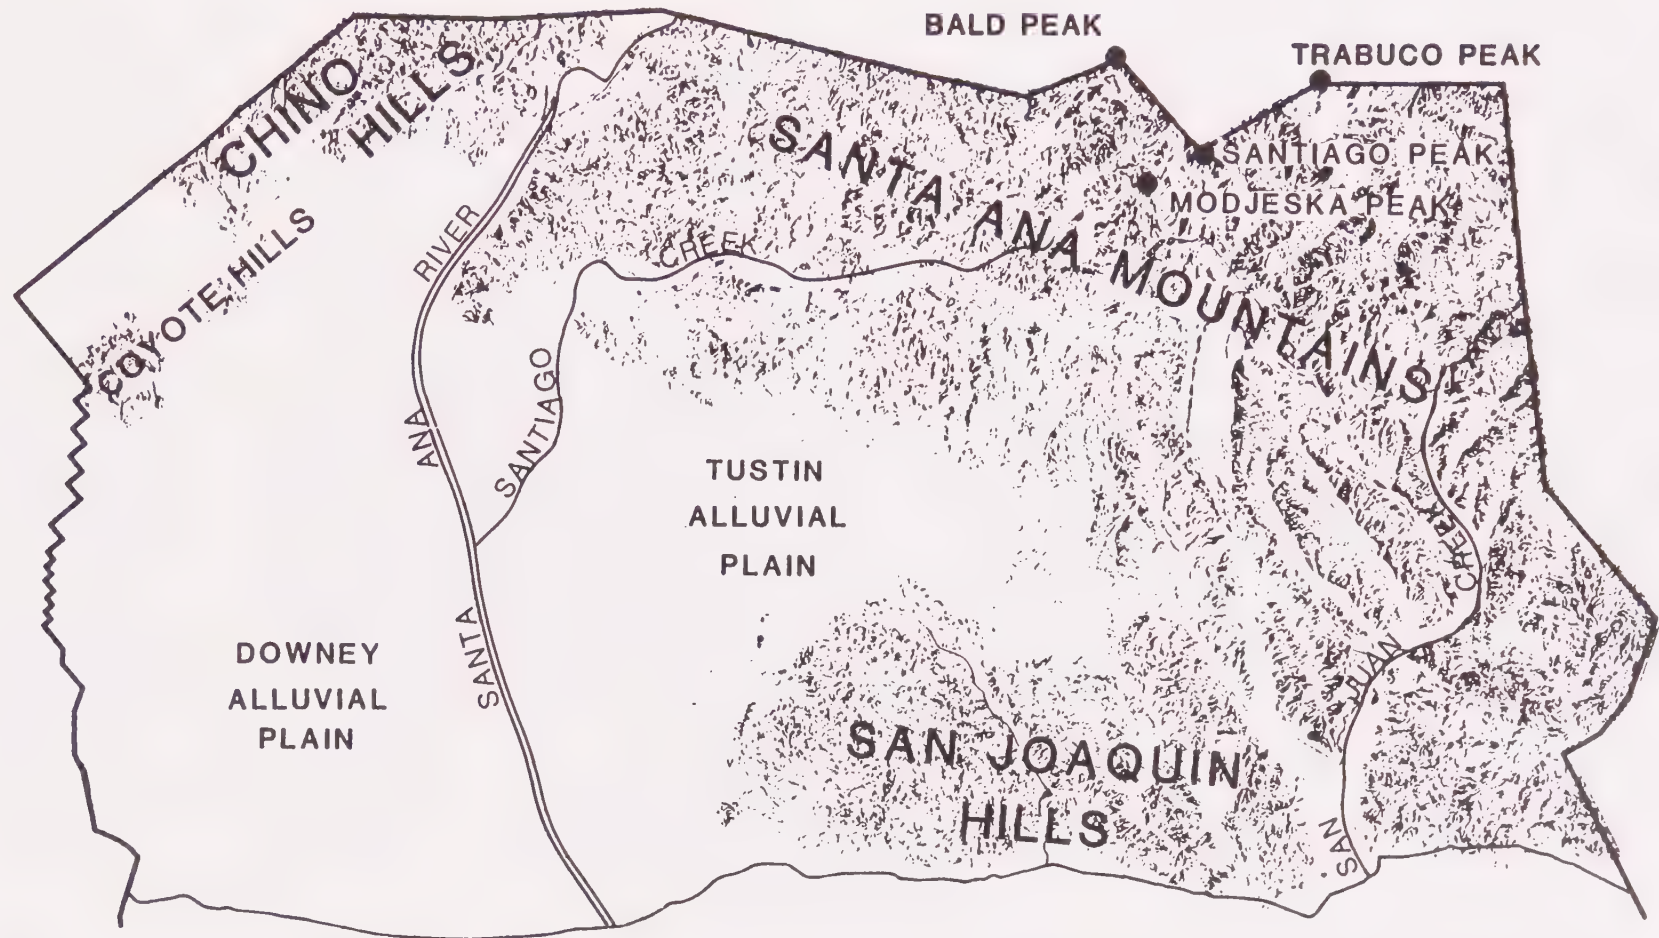 BALD PEAK
TRABUCO PEAK
CHINO
HILLS
SANTA ANA MOUNTAINS
SANTIAGO PEAK
MODJESKA PEAK
COYOTE HILLS
SANTA ANA RIVER
SANTIAGO CREEK
TUSTIN
ALLUVIAL
PLAIN
DOWNEY
ALLUVIAL
PLAIN
SAN JOAQUIN
HILLS
SAN JUAN CREEK